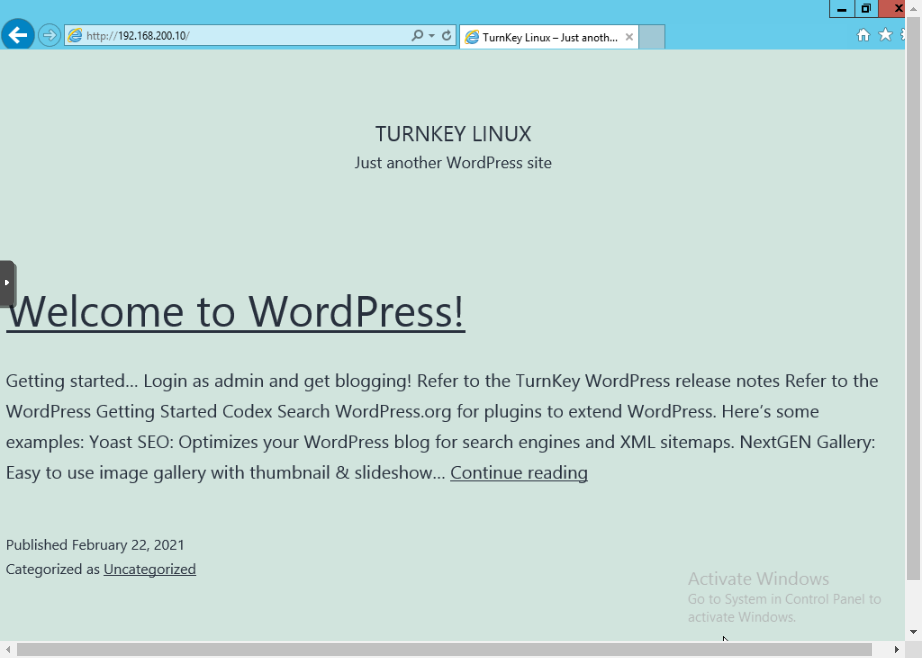 http://192.168.200.10/
TurnKey Linux – Just anoth...
TURNKEY LINUX
Just another WordPress site
Welcome to WordPress!
Getting started… Login as admin and get blogging! Refer to the TurnKey WordPress release notes Refer to the
WordPress Getting Started Codex Search WordPress.org for plugins to extend WordPress. Here’s some
examples: Yoast SEO: Optimizes your WordPress blog for search engines and XML sitemaps. NextGEN Gallery:
Easy to use image gallery with thumbnail & slideshow… Continue reading
Published February 22, 2021
Categorized as Uncategorized
Activate Windows
Go to System in Control Panel to
activate Windows.